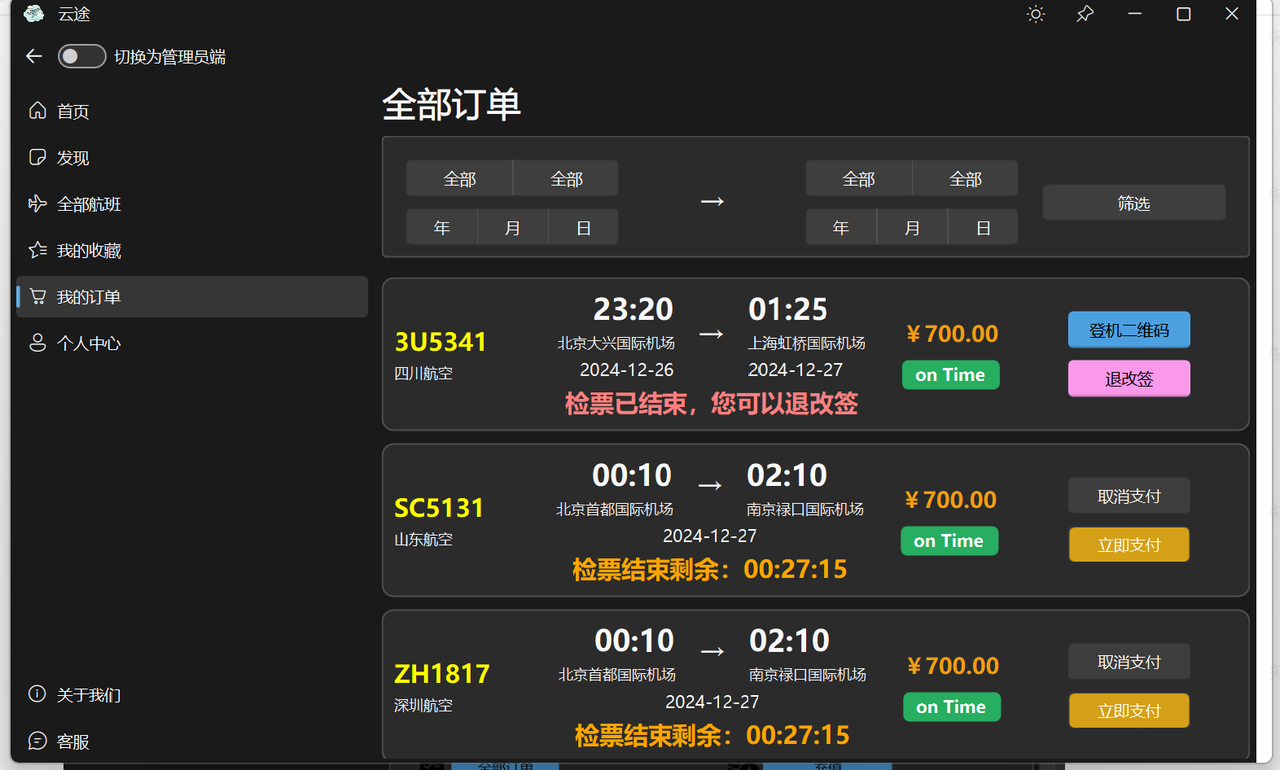 云途
切换为管理员端
首页
发现
全部航班
我的收藏
我的订单
个人中心
关于我们
客服
全部订单
全部 全部 → 全部 全部
年 月 日 年 月 日
筛选
3U5341
四川航空
23:20 → 01:25
北京大兴国际机场 上海虹桥国际机场
2024-12-26 2024-12-27
检票已结束，您可以退改签
￥700.00
on Time
登机二维码
退改签
SC5131
山东航空
00:10 → 02:10
北京首都国际机场 南京禄口国际机场
2024-12-27
检票结束剩余：00:27:15
￥700.00
on Time
取消支付
立即支付
ZH1817
深圳航空
00:10 → 02:10
北京首都国际机场 南京禄口国际机场
2024-12-27
检票结束剩余：00:27:15
￥700.00
on Time
取消支付
立即支付